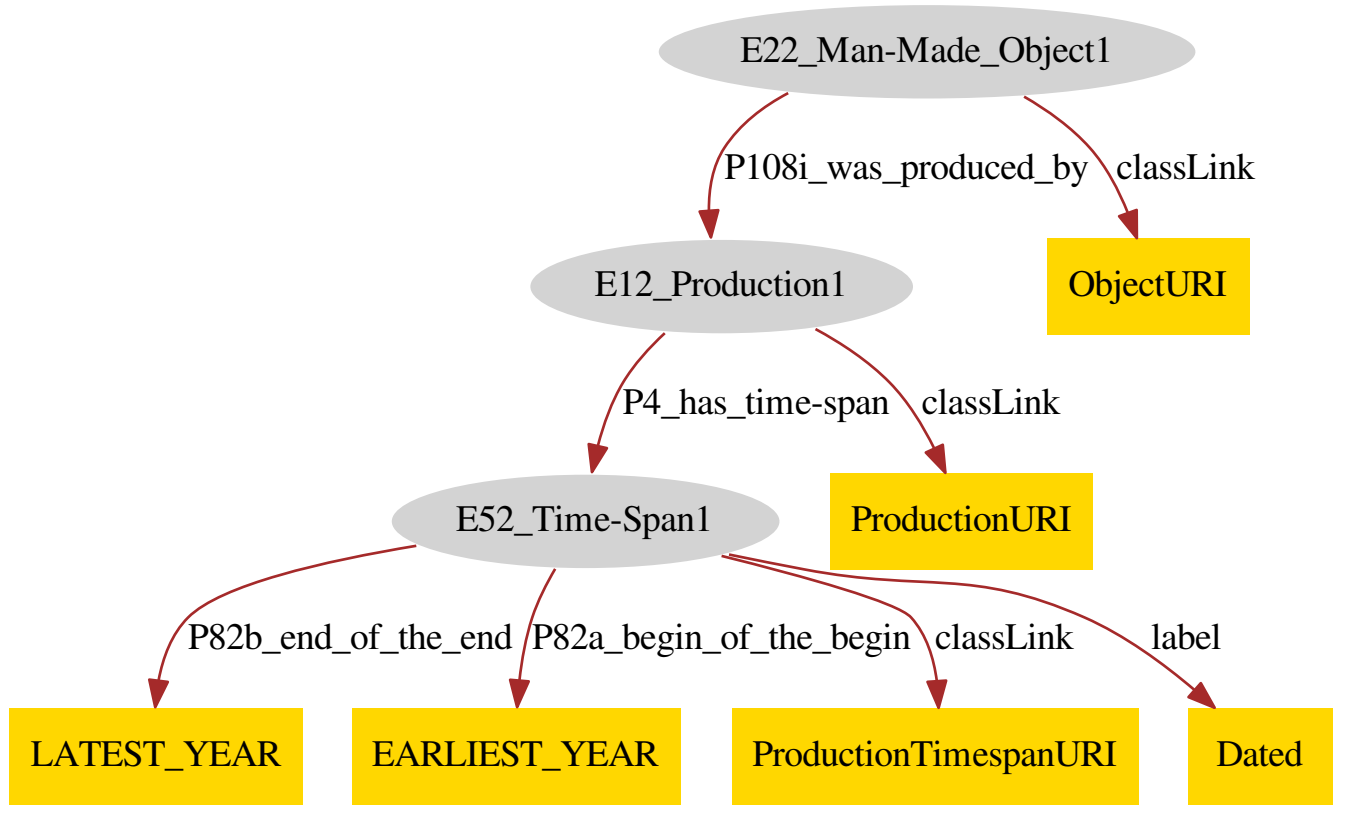 E22_Man-Made_Object1
P108i_was_produced_by
classLink
E12_Production1
ObjectURI
P4_has_time-span
classLink
E52_Time-Span1
ProductionURI
P82b_end_of_the_end
P82a_begin_of_the_begin
classLink
label
LATEST_YEAR
EARLIEST_YEAR
ProductionTimespanURI
Dated